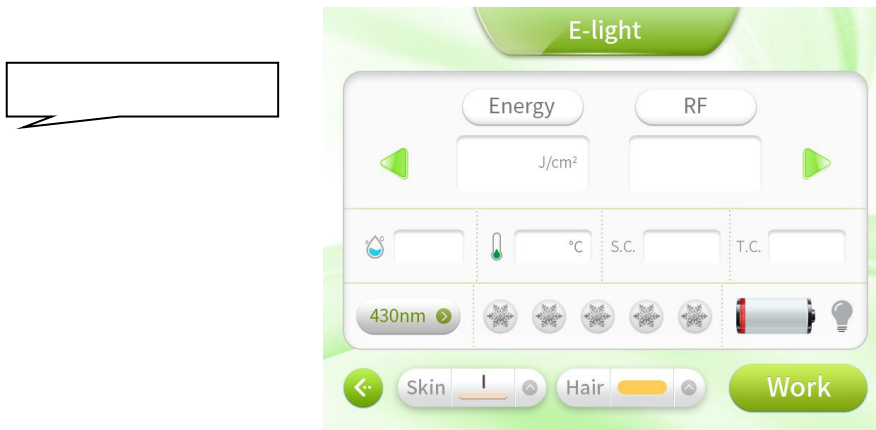 E-light
Energy RF
J/cm²
°C S.C. T.C.
430nm
Skin I Hair Work